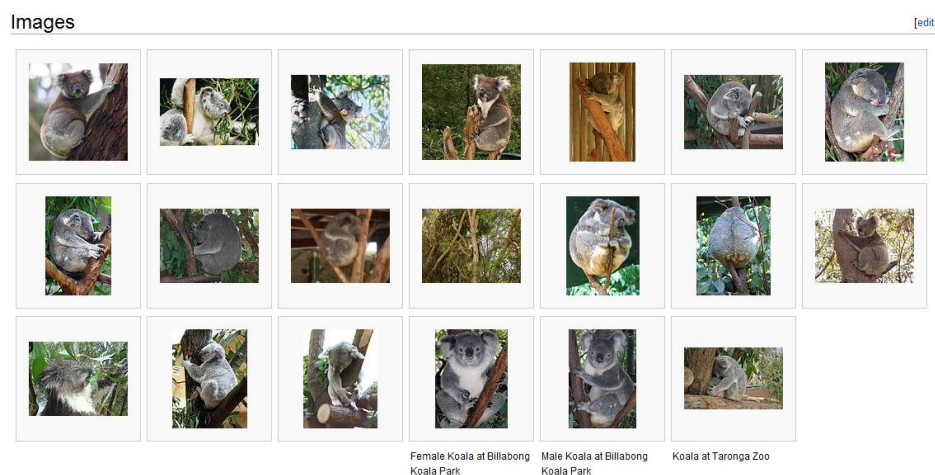 Images
[edit
Female Koala at Billabong
Koala Park
Male Koala at Billabong
Koala Park
Koala at Taronga Zoo